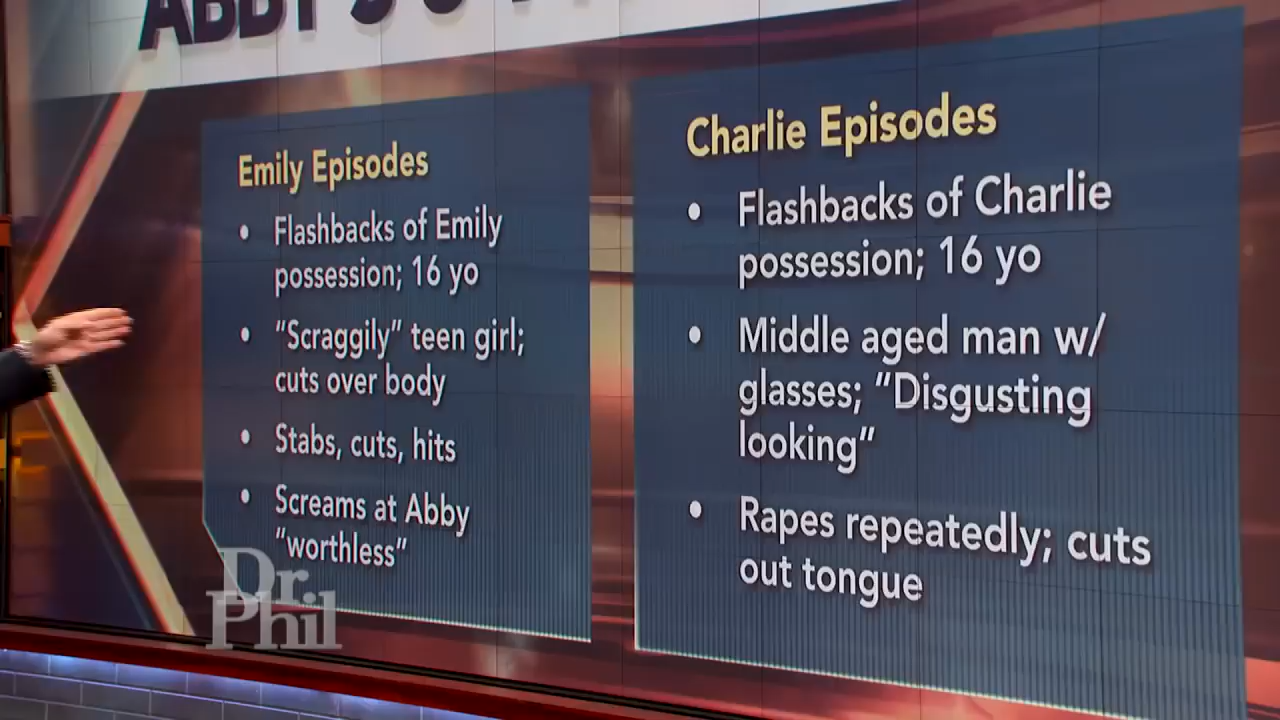 ABBY'S
Emily Episodes
• Flashbacks of Emily
possession; 16 yo
• "Scraggily" teen girl;
cuts over body
• Stabs, cuts, hits
• Screams at Abby
"worthless"
Charlie Episodes
• Flashbacks of Charlie
possession; 16 yo
• Middle aged man w/
glasses; "Disgusting
looking"
• Rapes repeatedly; cuts
out tongue
Dr.
Phil